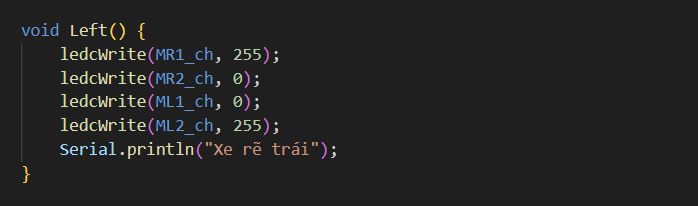 void Left() {
    ledcWrite(MR1_ch, 255);
    ledcWrite(MR2_ch, 0);
    ledcWrite(ML1_ch, 0);
    ledcWrite(ML2_ch, 255);
    Serial.println("Xe rẽ trái");
}